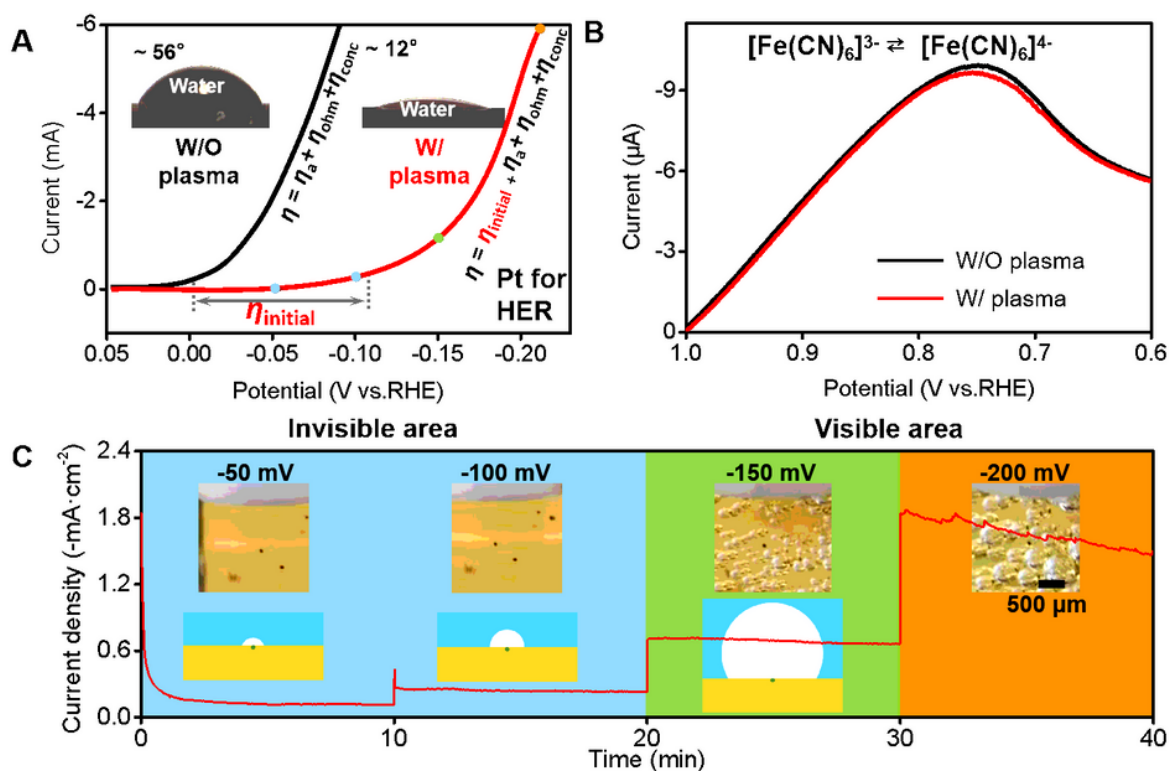 A
-6
-4
-2
0
Current (mA)
~ 56°
Water
W/O
plasma
η = ηa + ηohm + ηconc
~ 12°
Water
W/
plasma
η = ηinitial + ηa + ηohm + ηconc
Pt for
HER
ηinitial
0.05 0.00 -0.05 -0.10 -0.15 -0.20
Potential (V vs.RHE)
B
[Fe(CN)6]3- ⇄ [Fe(CN)6]4-
-9
-6
-3
0
Current (µA)
W/O plasma
W/ plasma
1.0 0.9 0.8 0.7 0.6
Potential (V vs.RHE)
Invisible area Visible area
C
2.4
1.8
1.2
0.6
0.0
Current density (-mA·cm-2)
-50 mV -100 mV -150 mV -200 mV
500 µm
0 10 20 30 40
Time (min)